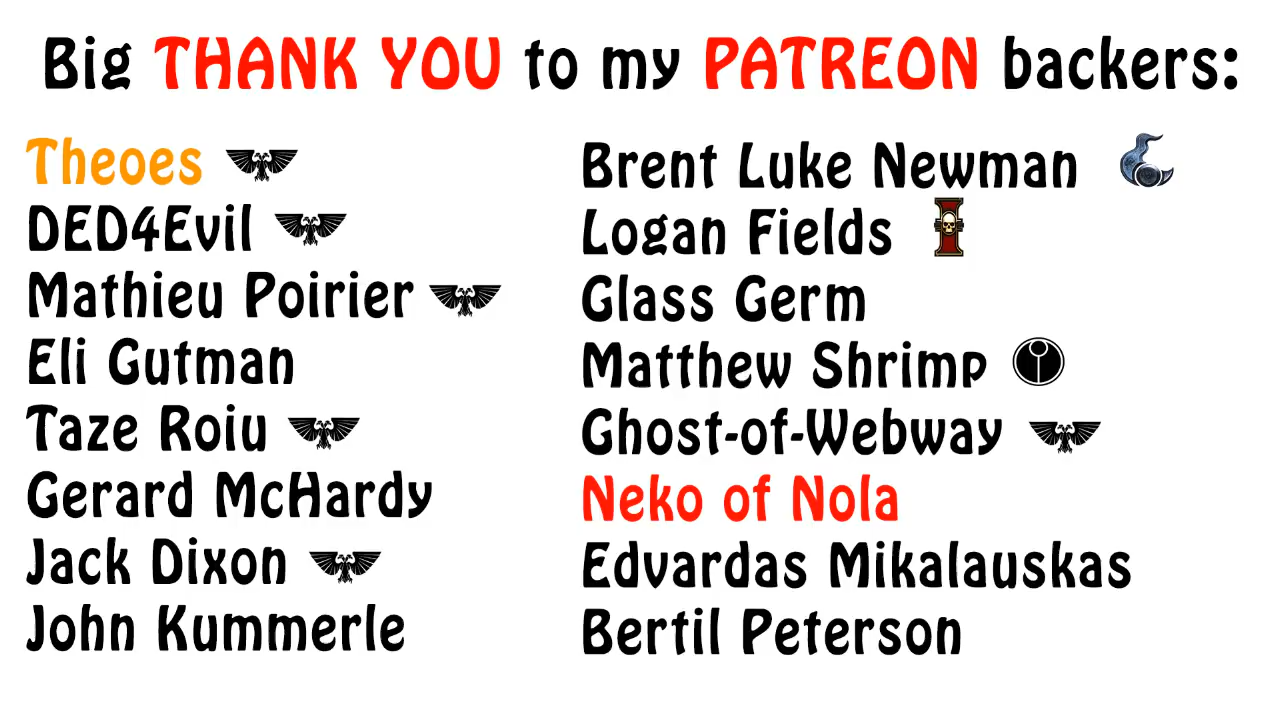 Big THANK YOU to my PATREON backers:
Theoes
DED4Evil
Mathieu Poirier
Eli Gutman
Taze Roiu
Gerard McHardy
Jack Dixon
John Kummerle
Brent Luke Newman
Logan Fields
Glass Germ
Matthew Shrimp
Ghost-of-Webway
Neko of Nola
Edvardas Mikalauskas
Bertil Peterson